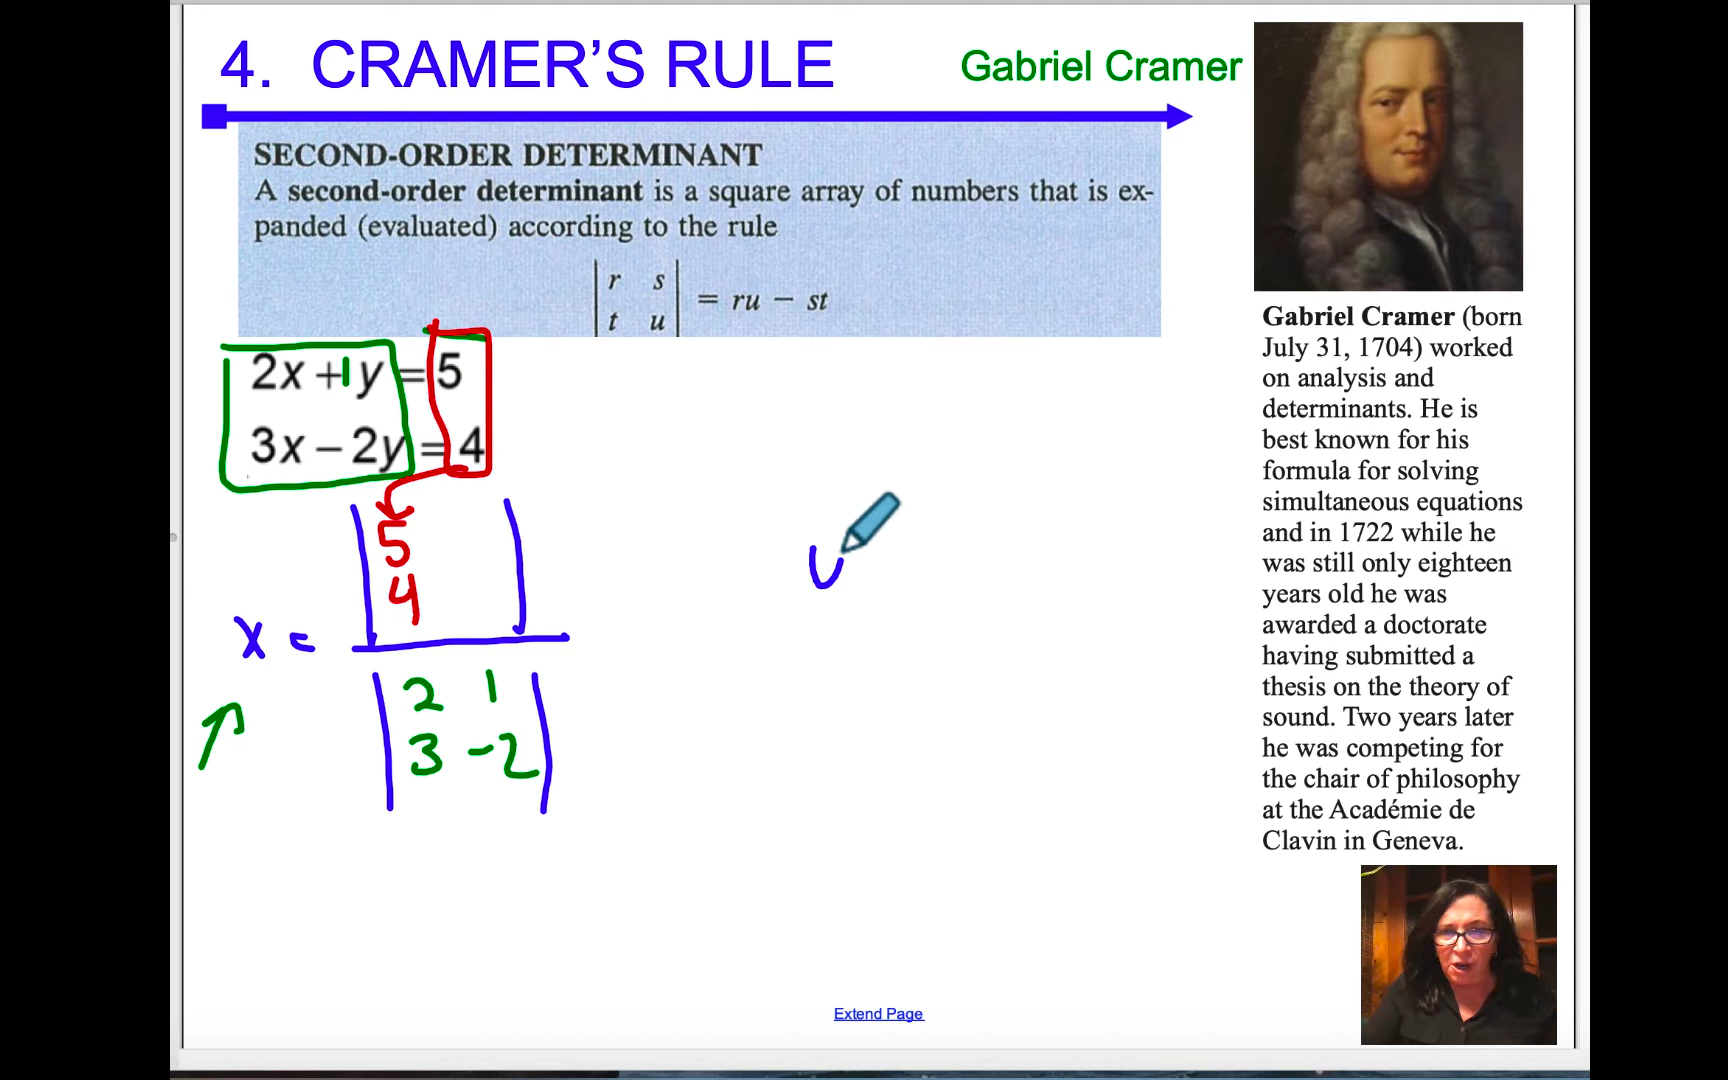 4. CRAMER'S RULE
Gabriel Cramer
SECOND-ORDER DETERMINANT
A second-order determinant is a square array of numbers that is ex-
panded (evaluated) according to the rule
| r s |
| t u | = ru − st
2x +1y = 5
3x − 2y = 4
5
4
x =
2 1
3 -2
Gabriel Cramer (born
July 31, 1704) worked
on analysis and
determinants. He is
best known for his
formula for solving
simultaneous equations
and in 1722 while he
was still only eighteen
years old he was
awarded a doctorate
having submitted a
thesis on the theory of
sound. Two years later
he was competing for
the chair of philosophy
at the Académie de
Clavin in Geneva.
Extend Page